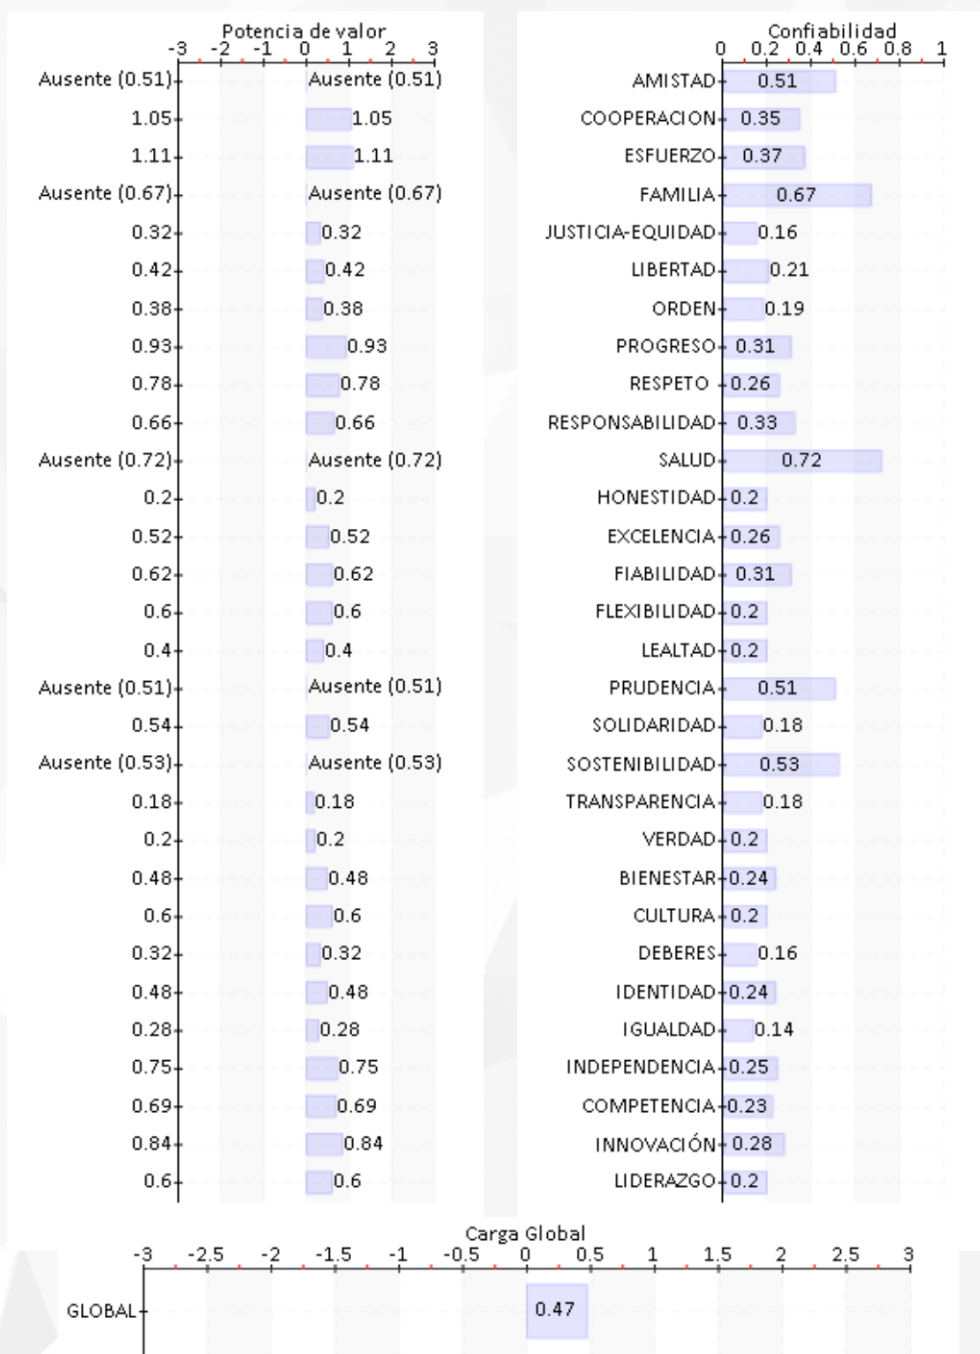 Potencia de valor Confiabilidad
-3 -2 -1 0 1 2 3 0 0.2 0.4 0.6 0.8 1
Ausente (0.51) Ausente (0.51) AMISTAD 0.51
1.05 1.05 COOPERACION 0.35
1.11 1.11 ESFUERZO 0.37
Ausente (0.67) Ausente (0.67) FAMILIA 0.67
0.32 0.32 JUSTICIA-EQUIDAD 0.16
0.42 0.42 LIBERTAD 0.21
0.38 0.38 ORDEN 0.19
0.93 0.93 PROGRESO 0.31
0.78 0.78 RESPETO 0.26
0.66 0.66 RESPONSABILIDAD 0.33
Ausente (0.72) Ausente (0.72) SALUD 0.72
0.2 0.2 HONESTIDAD 0.2
0.52 0.52 EXCELENCIA 0.26
0.62 0.62 FIABILIDAD 0.31
0.6 0.6 FLEXIBILIDAD 0.2
0.4 0.4 LEALTAD 0.2
Ausente (0.51) Ausente (0.51) PRUDENCIA 0.51
0.54 0.54 SOLIDARIDAD 0.18
Ausente (0.53) Ausente (0.53) SOSTENIBILIDAD 0.53
0.18 0.18 TRANSPARENCIA 0.18
0.2 0.2 VERDAD 0.2
0.48 0.48 BIENESTAR 0.24
0.6 0.6 CULTURA 0.2
0.32 0.32 DEBERES 0.16
0.48 0.48 IDENTIDAD 0.24
0.28 0.28 IGUALDAD 0.14
0.75 0.75 INDEPENDENCIA 0.25
0.69 0.69 COMPETENCIA 0.23
0.84 0.84 INNOVACIÓN 0.28
0.6 0.6 LIDERAZGO 0.2
Carga Global
-3 -2.5 -2 -1.5 -1 -0.5 0 0.5 1 1.5 2 2.5 3
GLOBAL 0.47